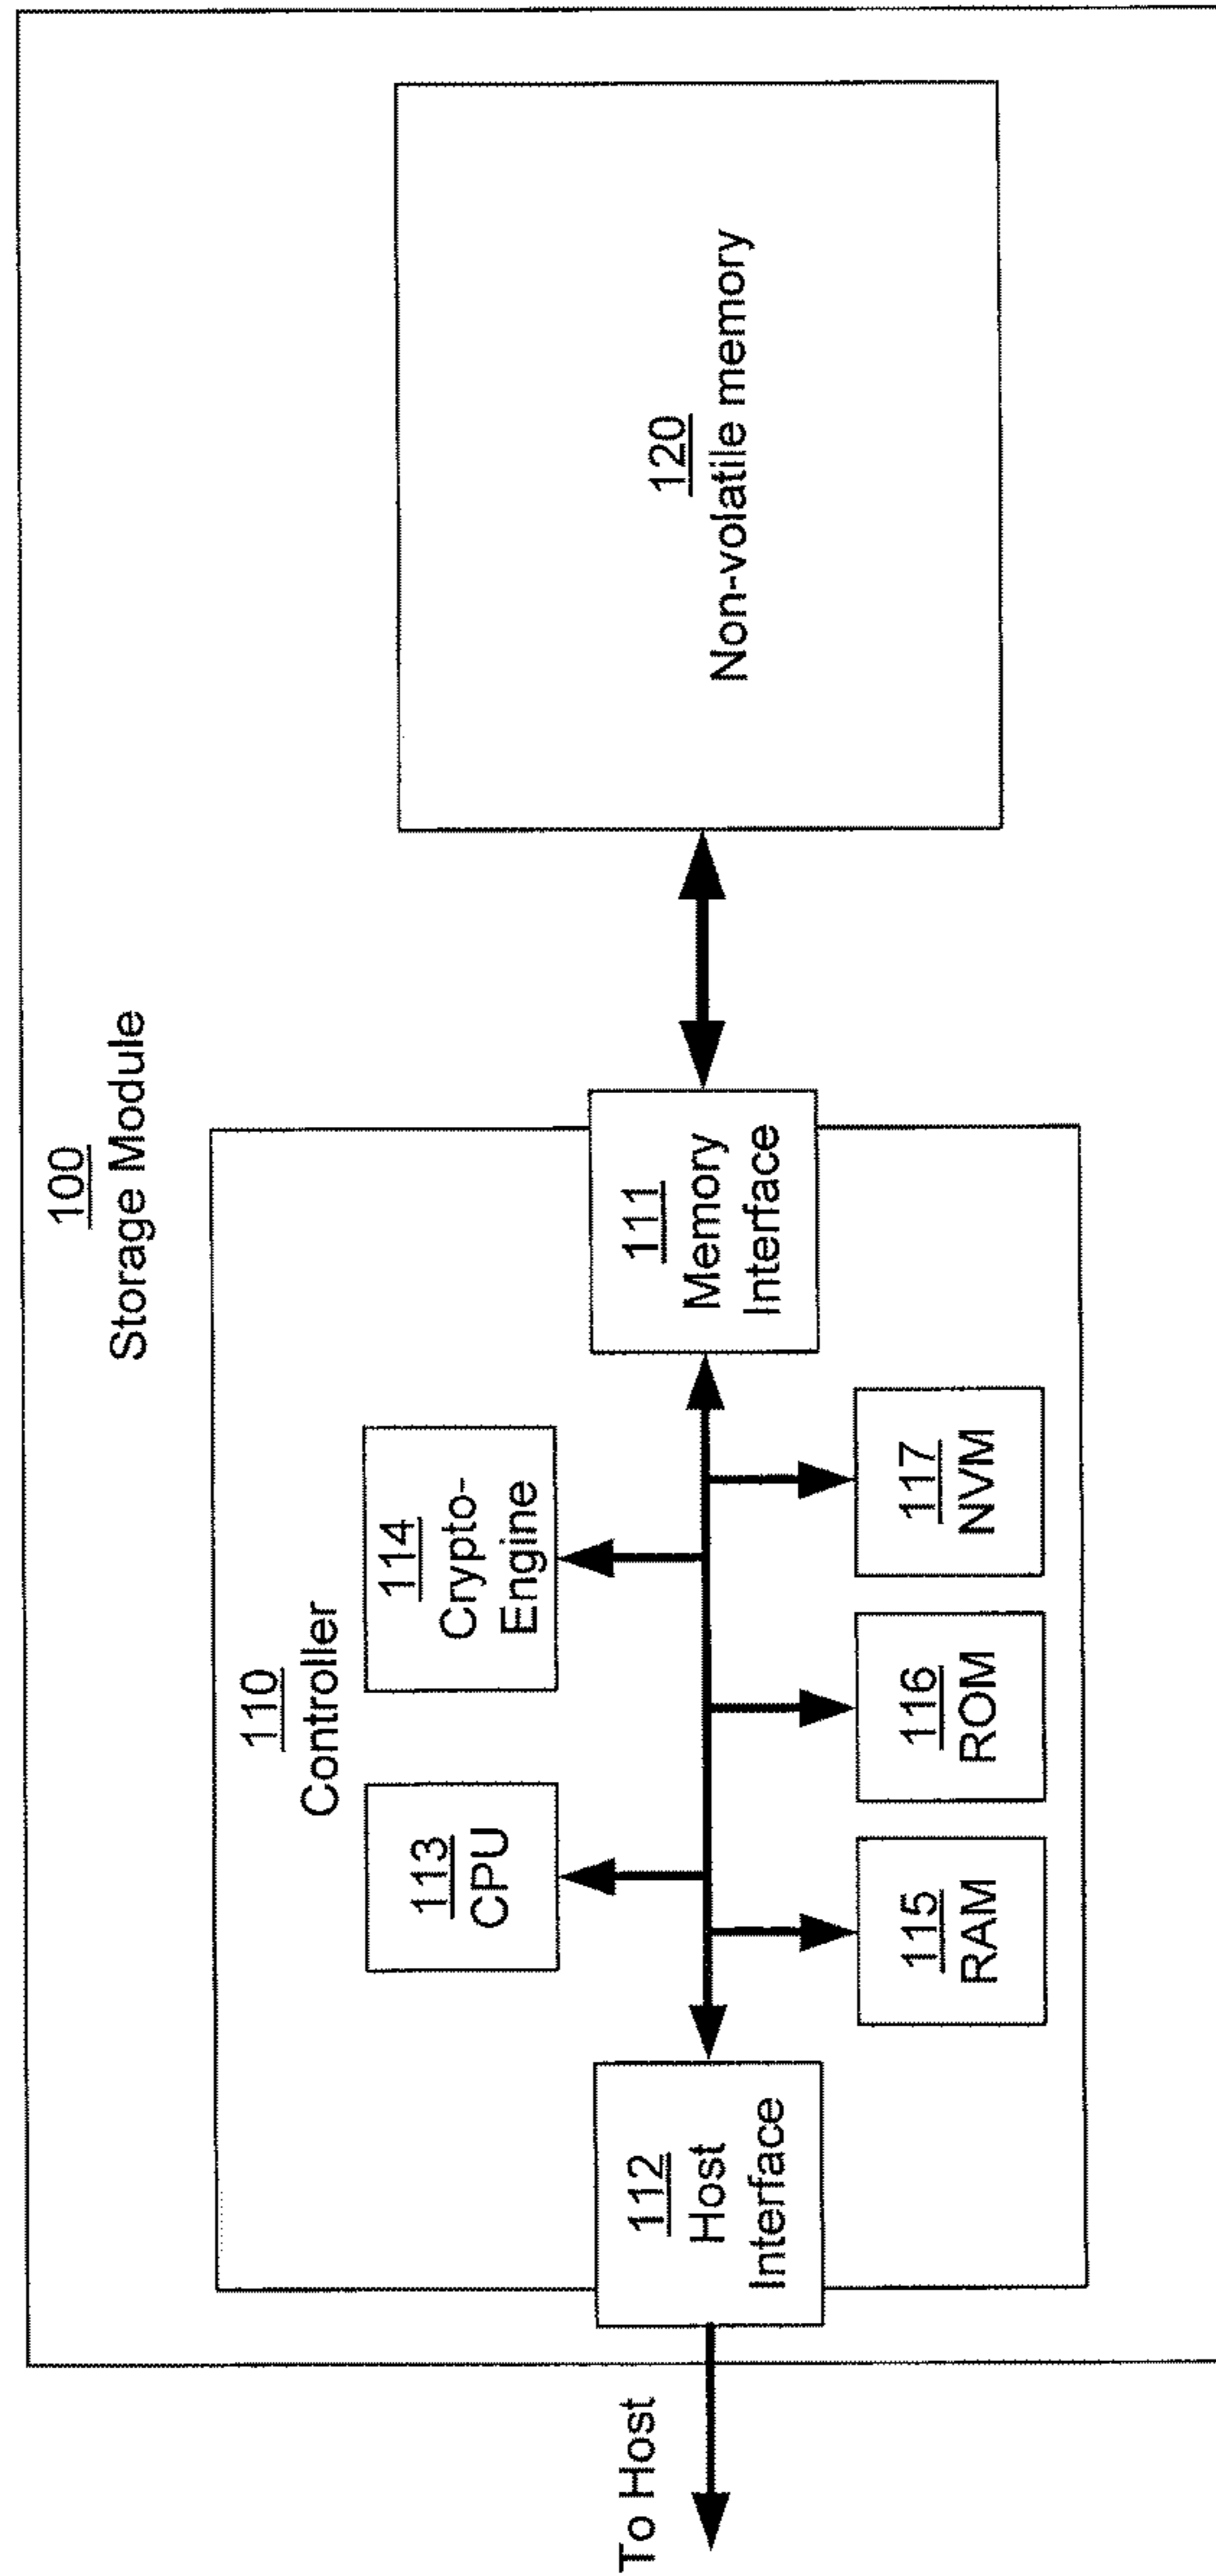 100
Storage Module
110
Controller
113
CPU
114
Crypto-
Engine
112
Host
Interface
111
Memory
Interface
115
RAM
116
ROM
117
NVM
120
Non-volatile memory
To Host